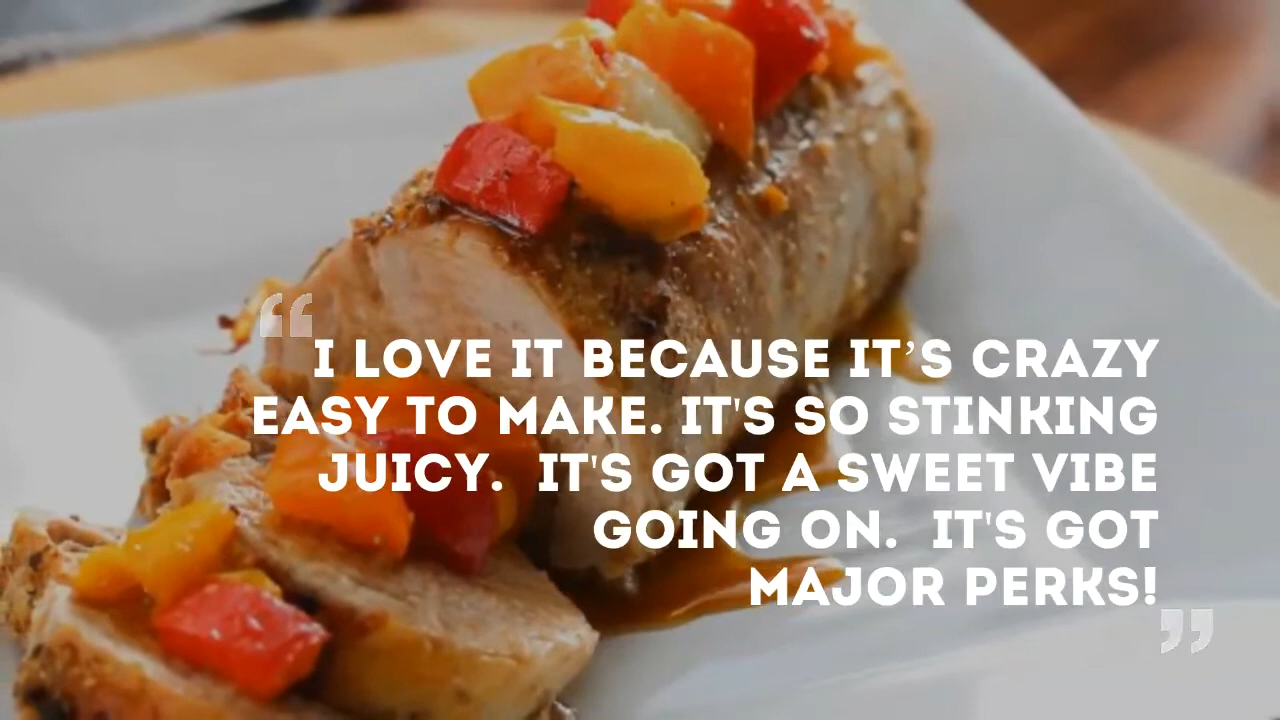 “I LOVE IT BECAUSE IT’S CRAZY
EASY TO MAKE. IT'S SO STINKING
JUICY.  IT'S GOT A SWEET VIBE
GOING ON.  IT'S GOT
MAJOR PERKS!”